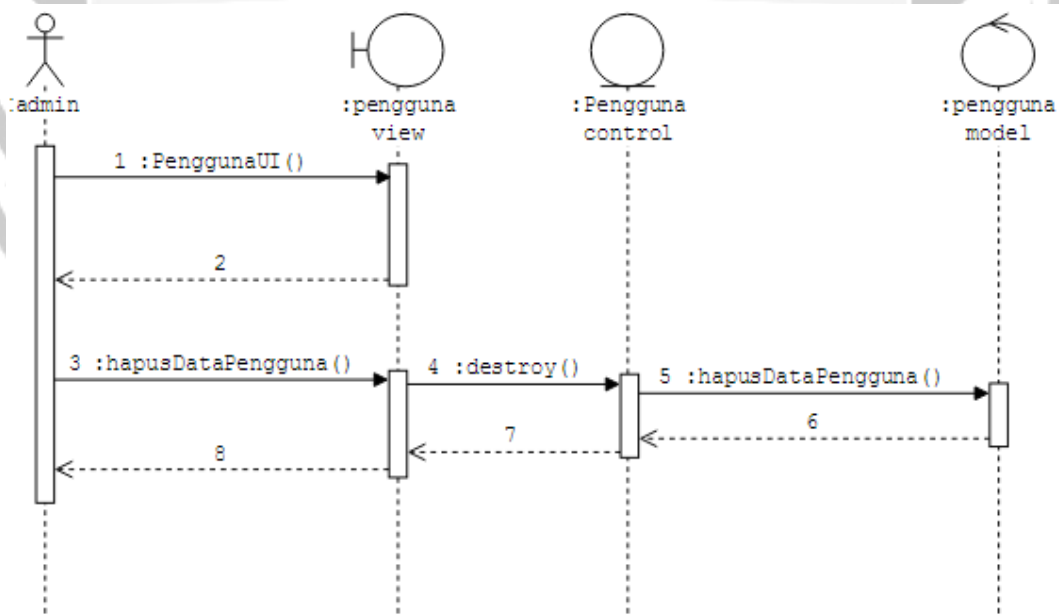 :admin
:pengguna
view
:Pengguna
control
:pengguna
model
1 :PenggunaUI()
2
3 :hapusDataPengguna()
4 :destroy()
5 :hapusDataPengguna()
6
7
8